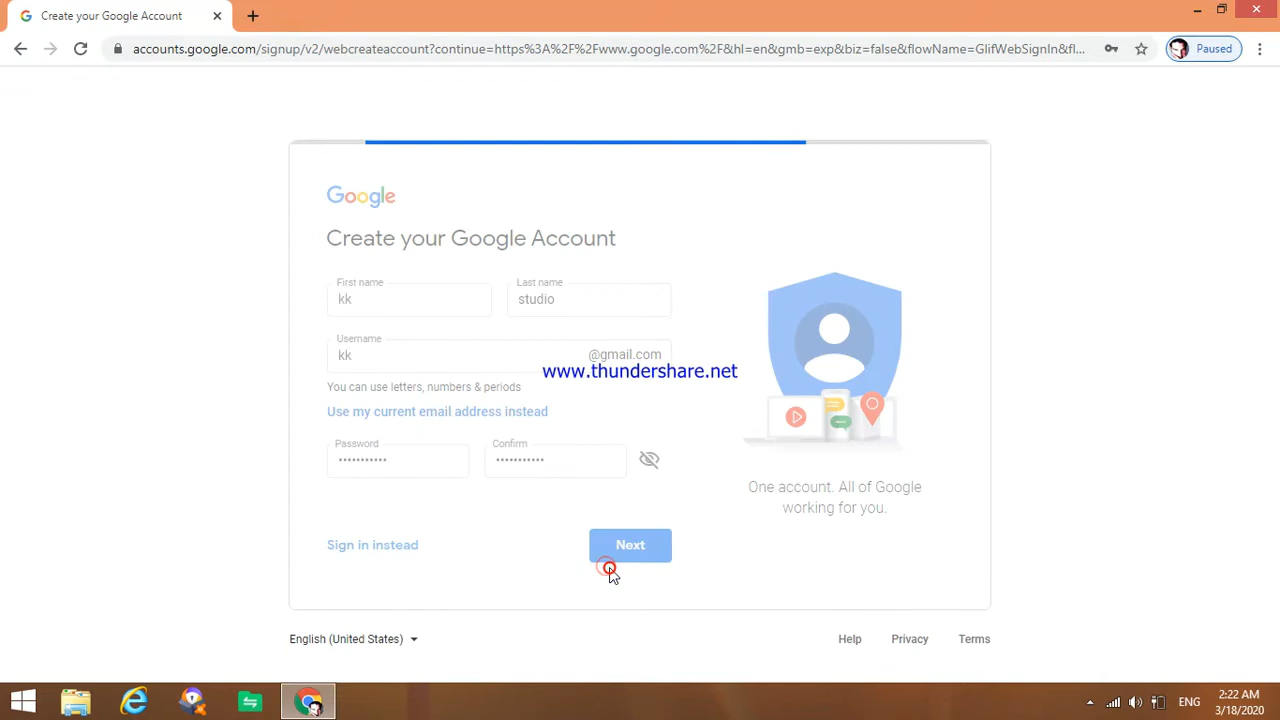 Create your Google Account
accounts.google.com/signup/v2/webcreateaccount?continue=https%3A%2F%2Fwww.google.com%2F&hl=en&gmb=exp&biz=false&flowName=GlifWebSignIn&fl...
Paused
Google
Create your Google Account
First name
Last name
kk
studio
Username
kk
@gmail.com
www.thundershare.net
You can use letters, numbers & periods
Use my current email address instead
Password
Confirm
•••••••••••
•••••••••••
One account. All of Google
working for you.
Sign in instead
Next
English (United States)
Help
Privacy
Terms
ENG
2:22 AM
3/18/2020